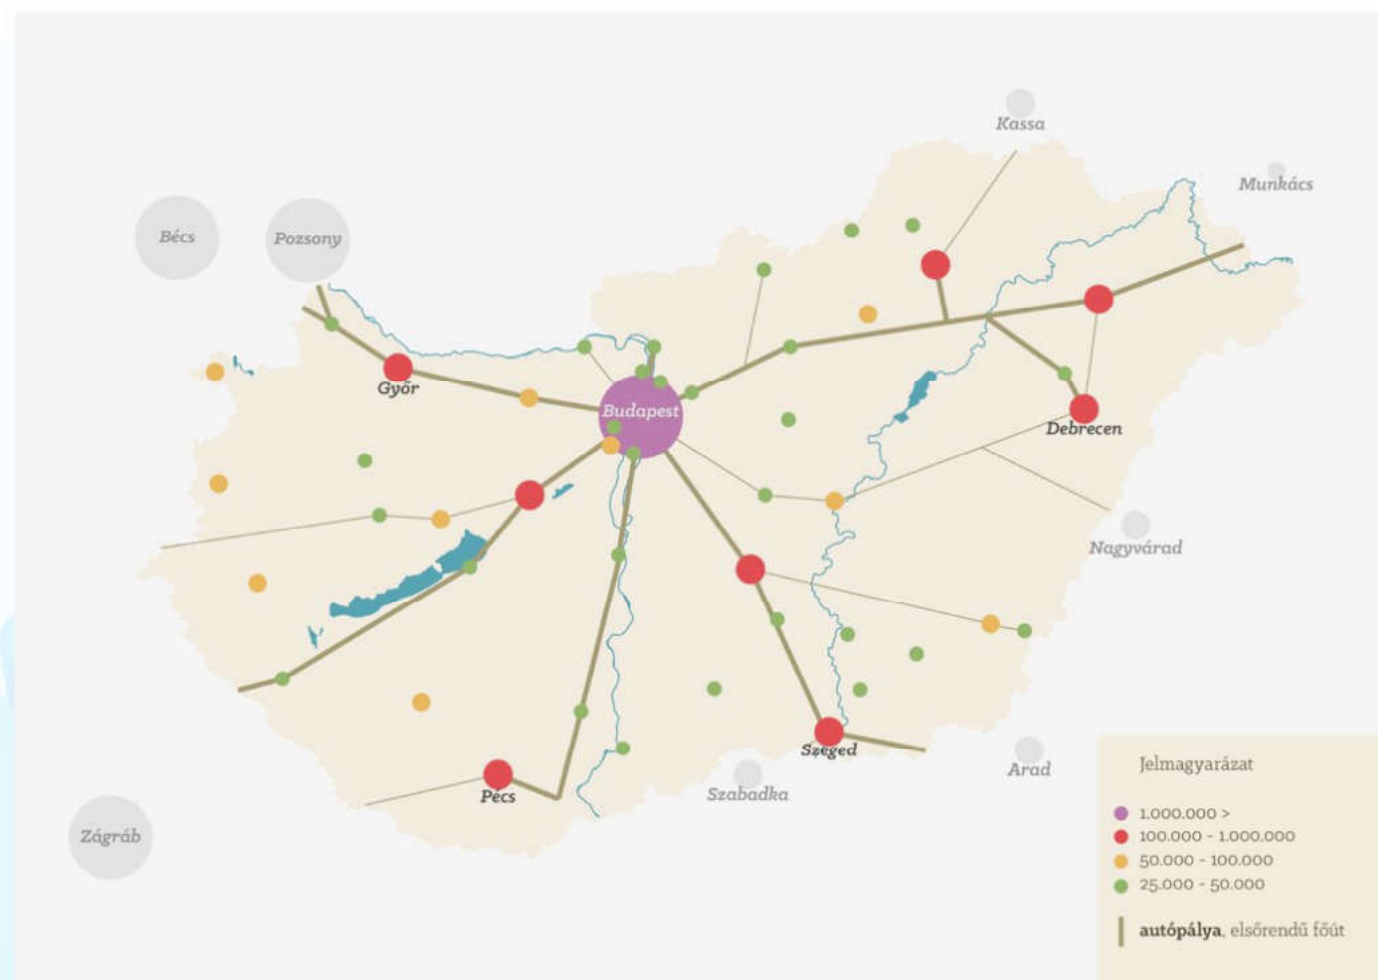 Kassa
Munkács
Bécs
Pozsony
Győr
Budapest
Debrecen
Nagyvárad
Szeged
Arad
Szabadka
Pécs
Zágráb
Jelmagyarázat
1.000.000 >
100.000 - 1.000.000
50.000 - 100.000
25.000 - 50.000
autópálya, elsőrendű főút